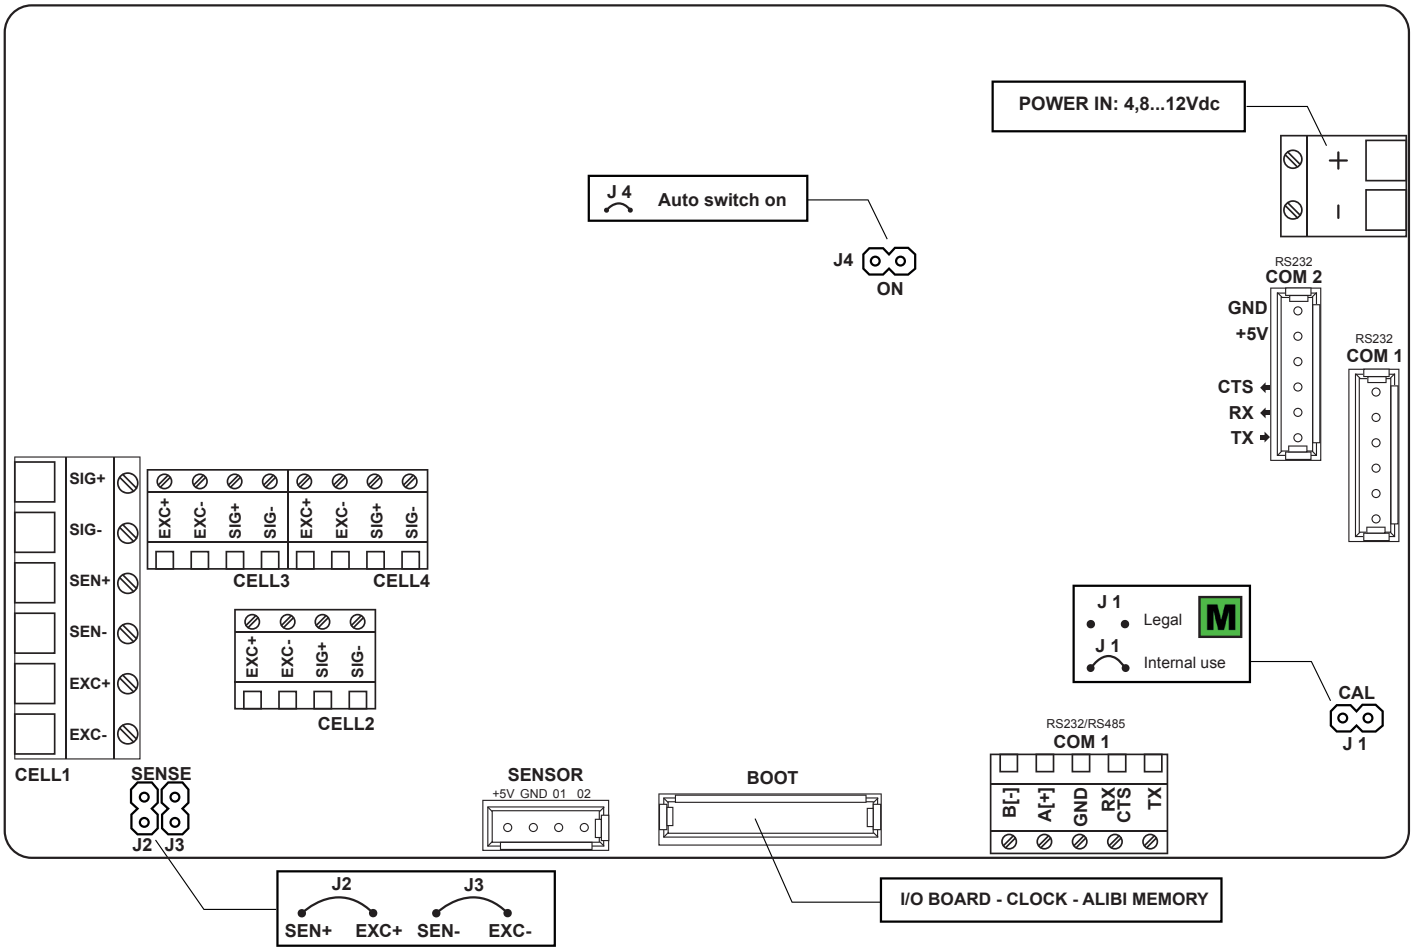 POWER IN: 4,8...12Vdc
+
−
J 4 Auto switch on
J4
ON
RS232
COM 2
GND
+5V
CTS
RX
TX
RS232
COM 1
SIG+
SIG-
SEN+
SEN-
EXC+
EXC-
CELL1
EXC+ EXC- SIG+ SIG- EXC+ EXC- SIG+ SIG-
CELL3 CELL4
EXC+ EXC- SIG+ SIG-
CELL2
J 1
Legal M
J 1
Internal use
CAL
J 1
RS232/RS485
COM 1
B[-] A[+] GND RX CTS TX
SENSE
J2 J3
SENSOR
+5V GND 01 02
BOOT
J2 J3
SEN+ EXC+ SEN- EXC-
I/O BOARD - CLOCK - ALIBI MEMORY